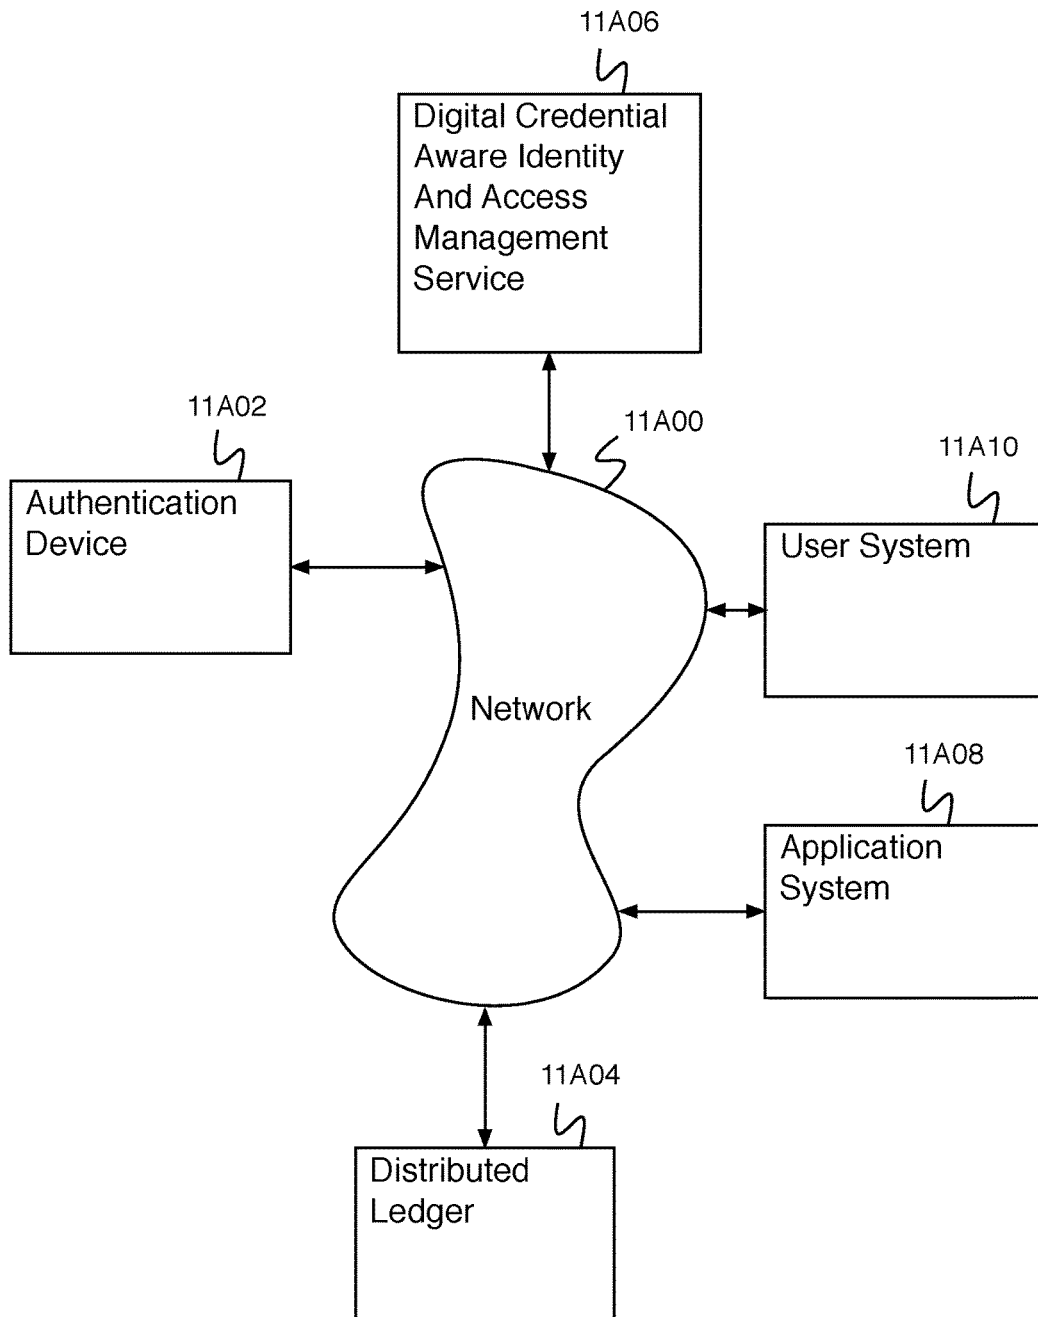 11A06
Digital Credential
Aware Identity
And Access
Management
Service
11A02
Authentication
Device
11A00
11A10
User System
Network
11A08
Application
System
11A04
Distributed
Ledger